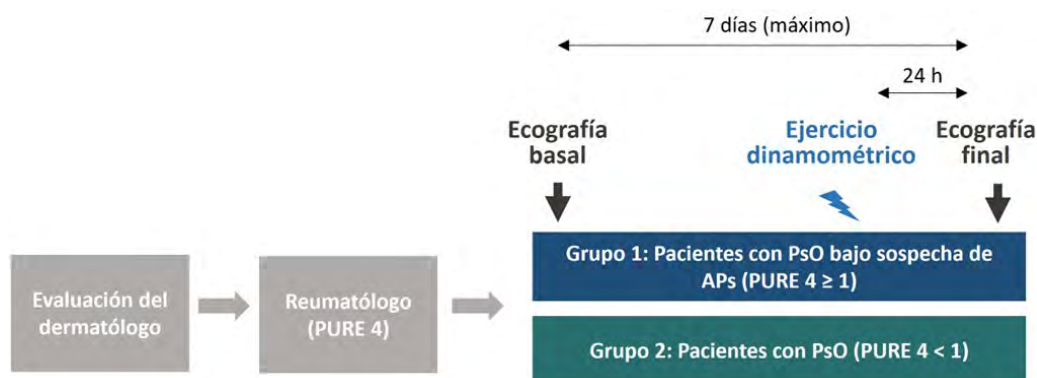 7 días (máximo)
24 h
Ecografía
basal
Ejercicio
dinamométrico
Ecografía
final
Evaluación del
dermatólogo
Reumatólogo
(PURE 4)
Grupo 1: Pacientes con PsO bajo sospecha de
APs (PURE 4 ≥ 1)
Grupo 2: Pacientes con PsO (PURE 4 < 1)